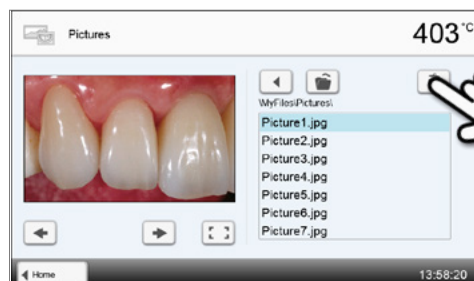 Pictures
403 °C
\MyFiles\Pictures\
Picture1.jpg
Picture2.jpg
Picture3.jpg
Picture4.jpg
Picture5.jpg
Picture6.jpg
Picture7.jpg
Home
13:58:20